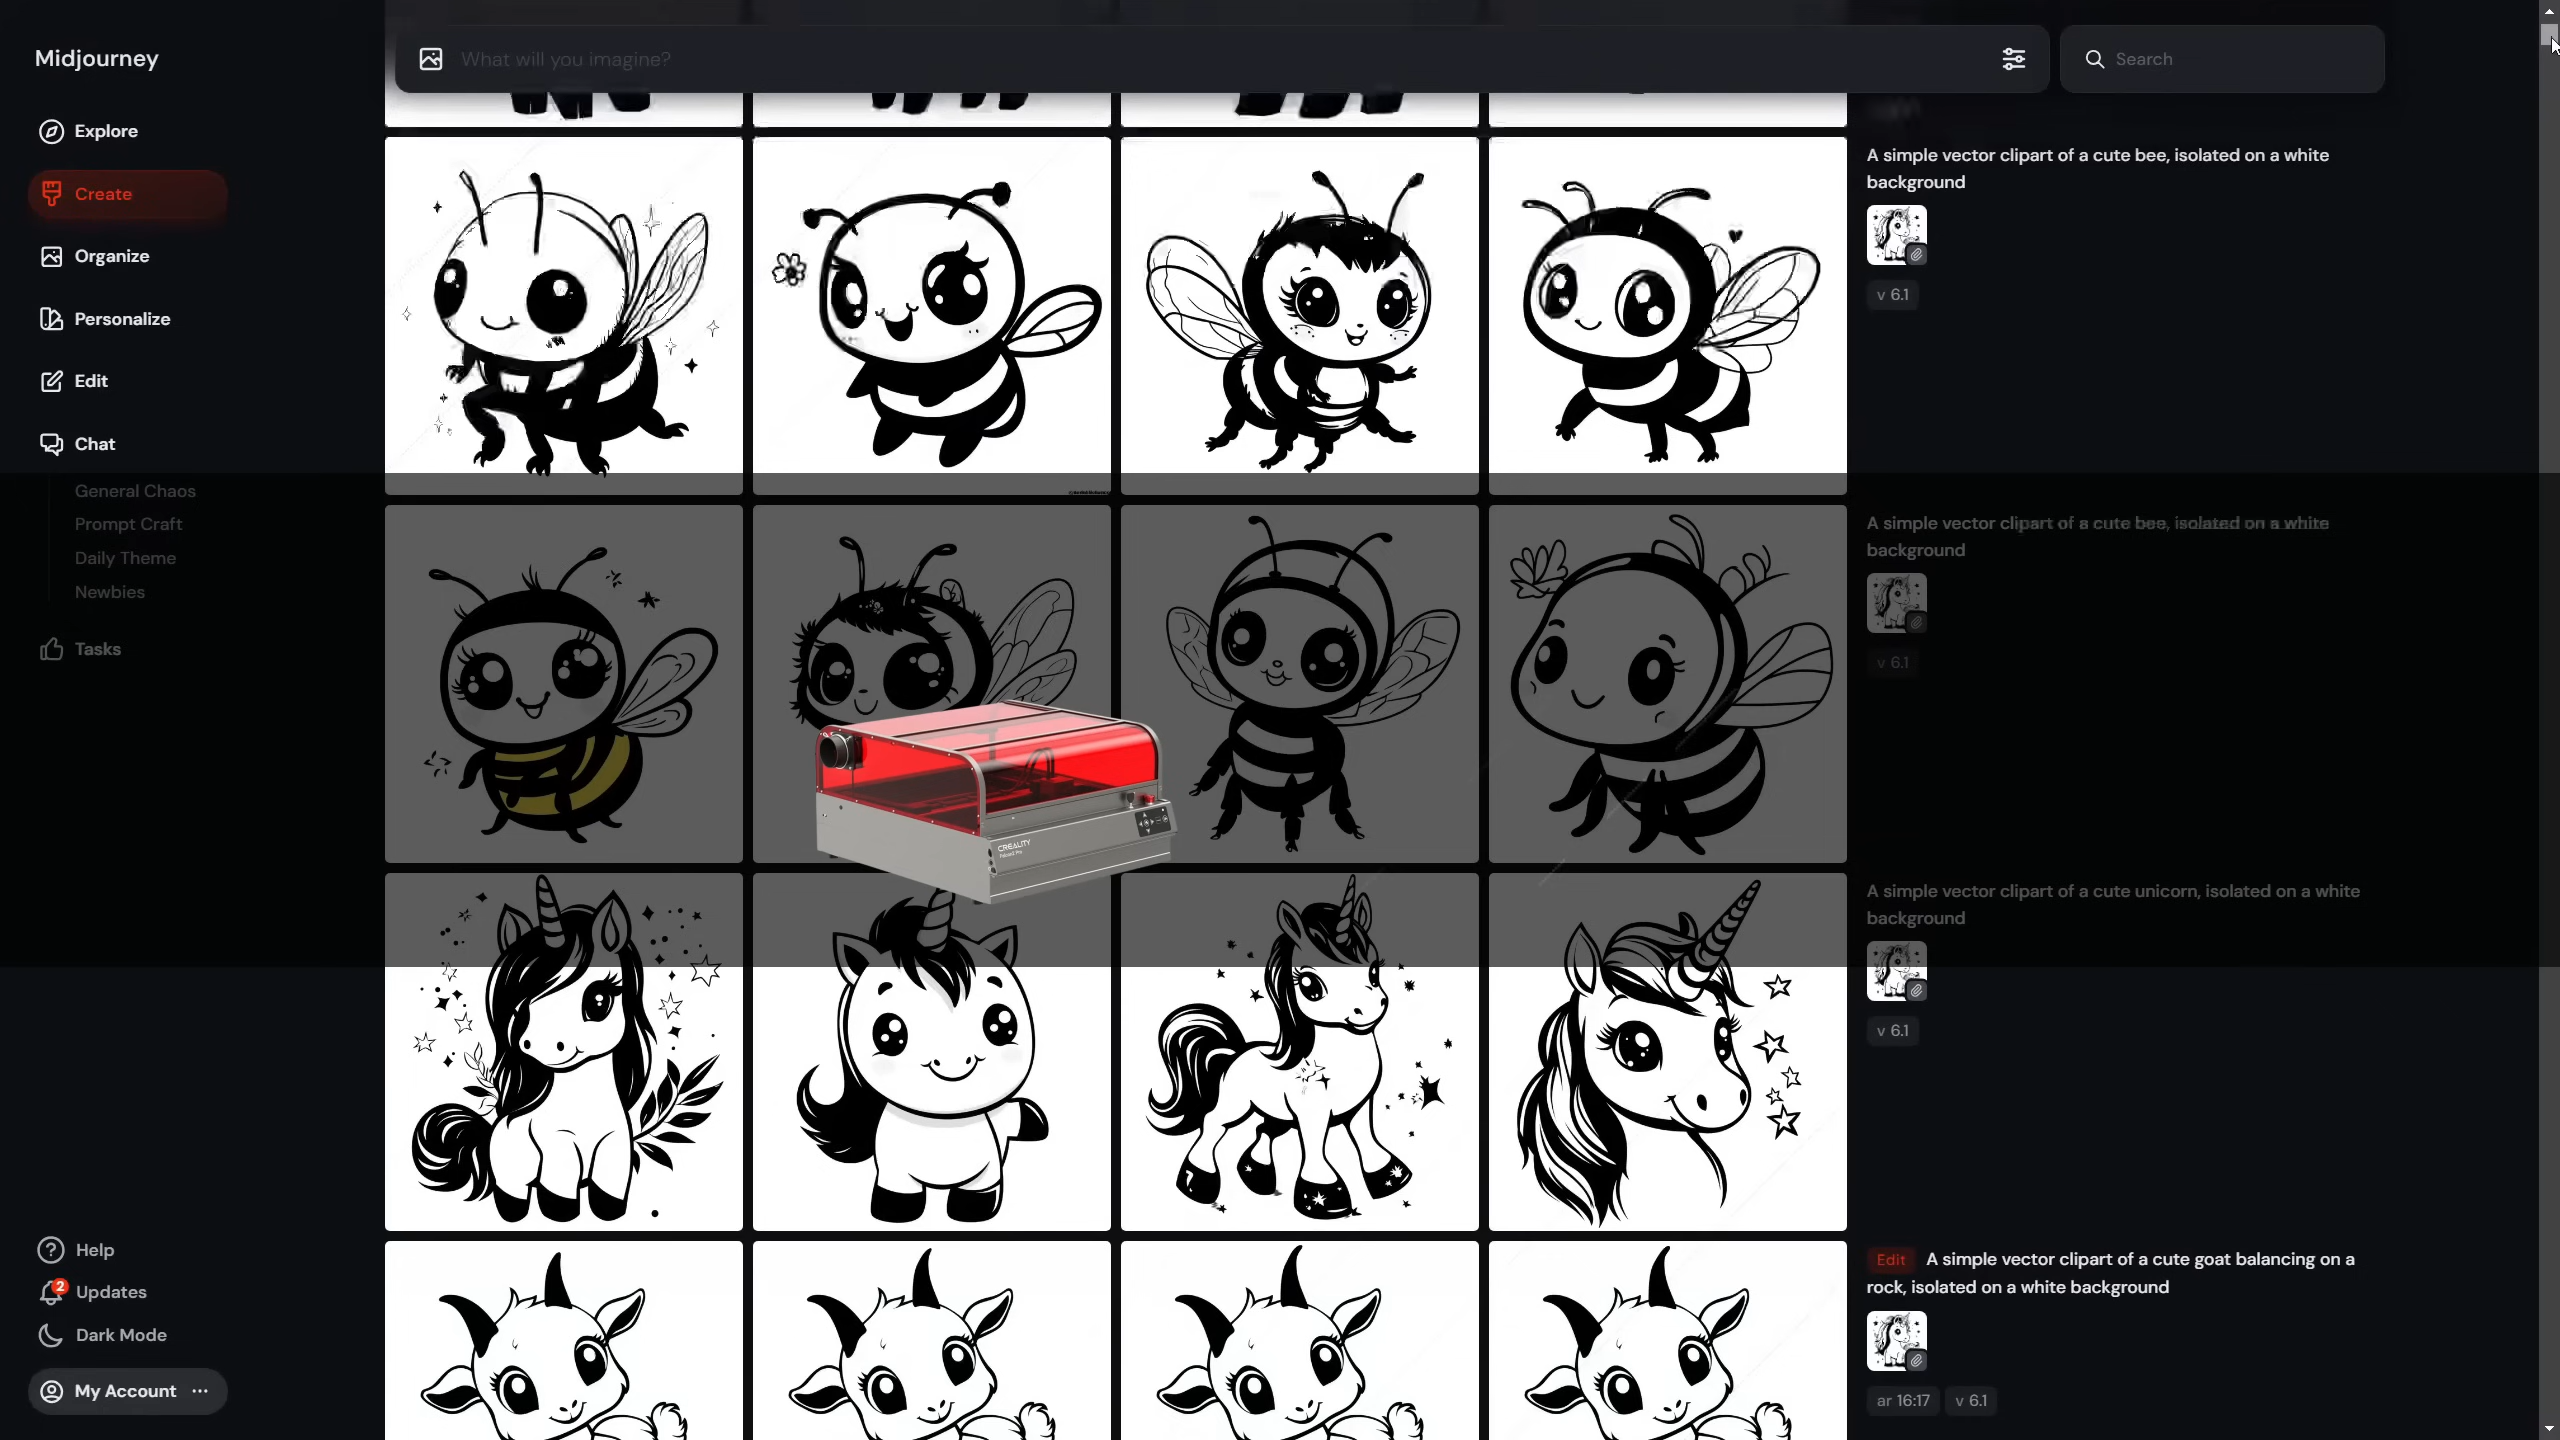 Midjourney
What will you imagine?
Search
Explore
Create
Organize
Personalize
Edit
Chat
General Chaos
Prompt Craft
Daily Theme
Newbies
Tasks
Help
2
Updates
Dark Mode
My Account
A simple vector clipart of a cute bee, isolated on a white
background
v 6.1
A simple vector clipart of a cute bee, isolated on a white
background
v 6.1
CREALITY
A simple vector clipart of a cute unicorn, isolated on a white
background
v 6.1
Edit A simple vector clipart of a cute goat balancing on a
rock, isolated on a white background
ar 16:17 v 6.1